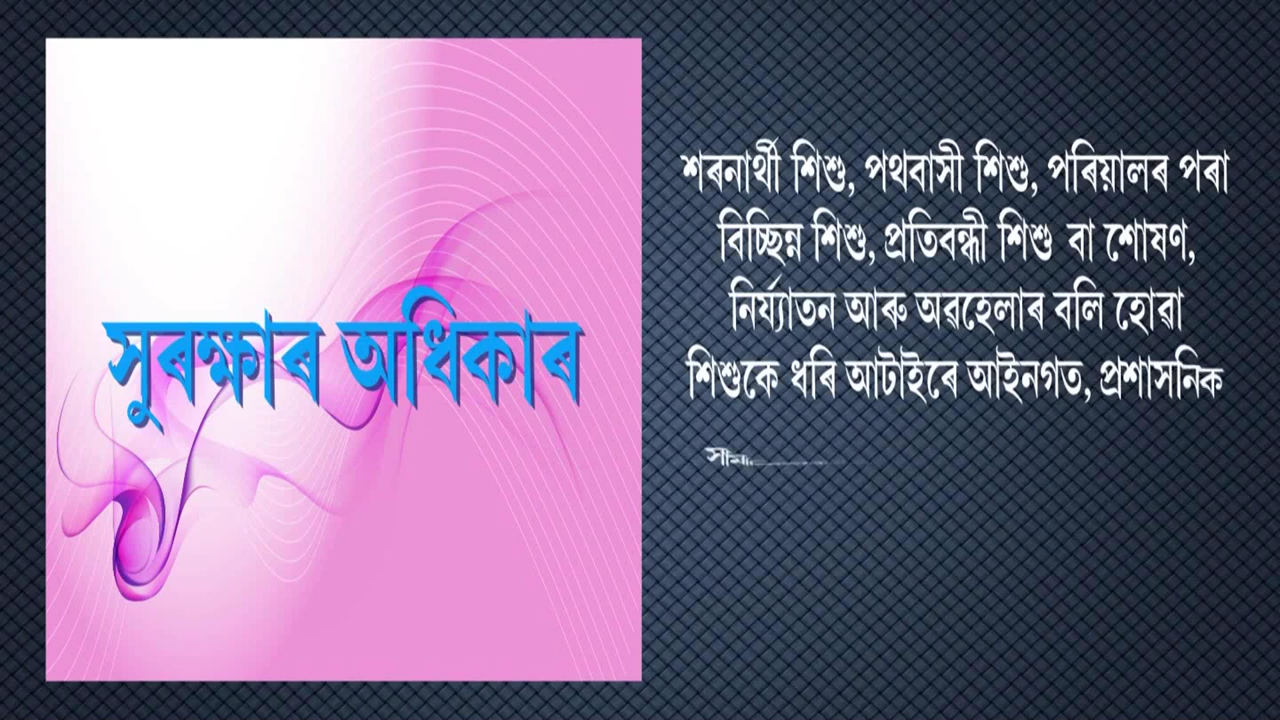 সুৰক্ষাৰ অধিকাৰ
শৰনাৰ্থী শিশু, পথবাসী শিশু, পৰিয়ালৰ পৰা
বিচ্ছিন্ন শিশু, প্ৰতিবন্ধী শিশু বা শোষণ,
নিৰ্য্যাতন আৰু অৱহেলাৰ বলি হোৱা
শিশুকে ধৰি আটাইৰে আইনগত, প্ৰশাসনিক